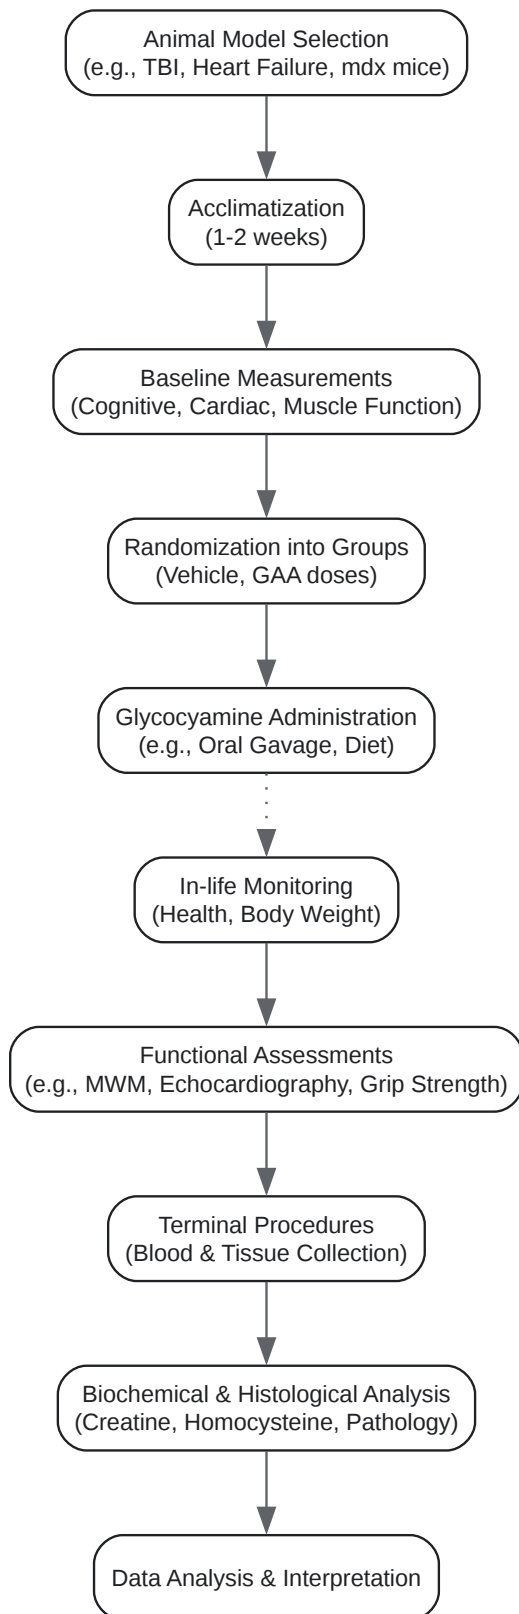 Animal Model Selection
(e.g., TBI, Heart Failure, mdx mice)
Acclimatization
(1-2 weeks)
Baseline Measurements
(Cognitive, Cardiac, Muscle Function)
Randomization into Groups
(Vehicle, GAA doses)
Glycocyamine Administration
(e.g., Oral Gavage, Diet)
In-life Monitoring
(Health, Body Weight)
Functional Assessments
(e.g., MWM, Echocardiography, Grip Strength)
Terminal Procedures
(Blood & Tissue Collection)
Biochemical & Histological Analysis
(Creatine, Homocysteine, Pathology)
Data Analysis & Interpretation